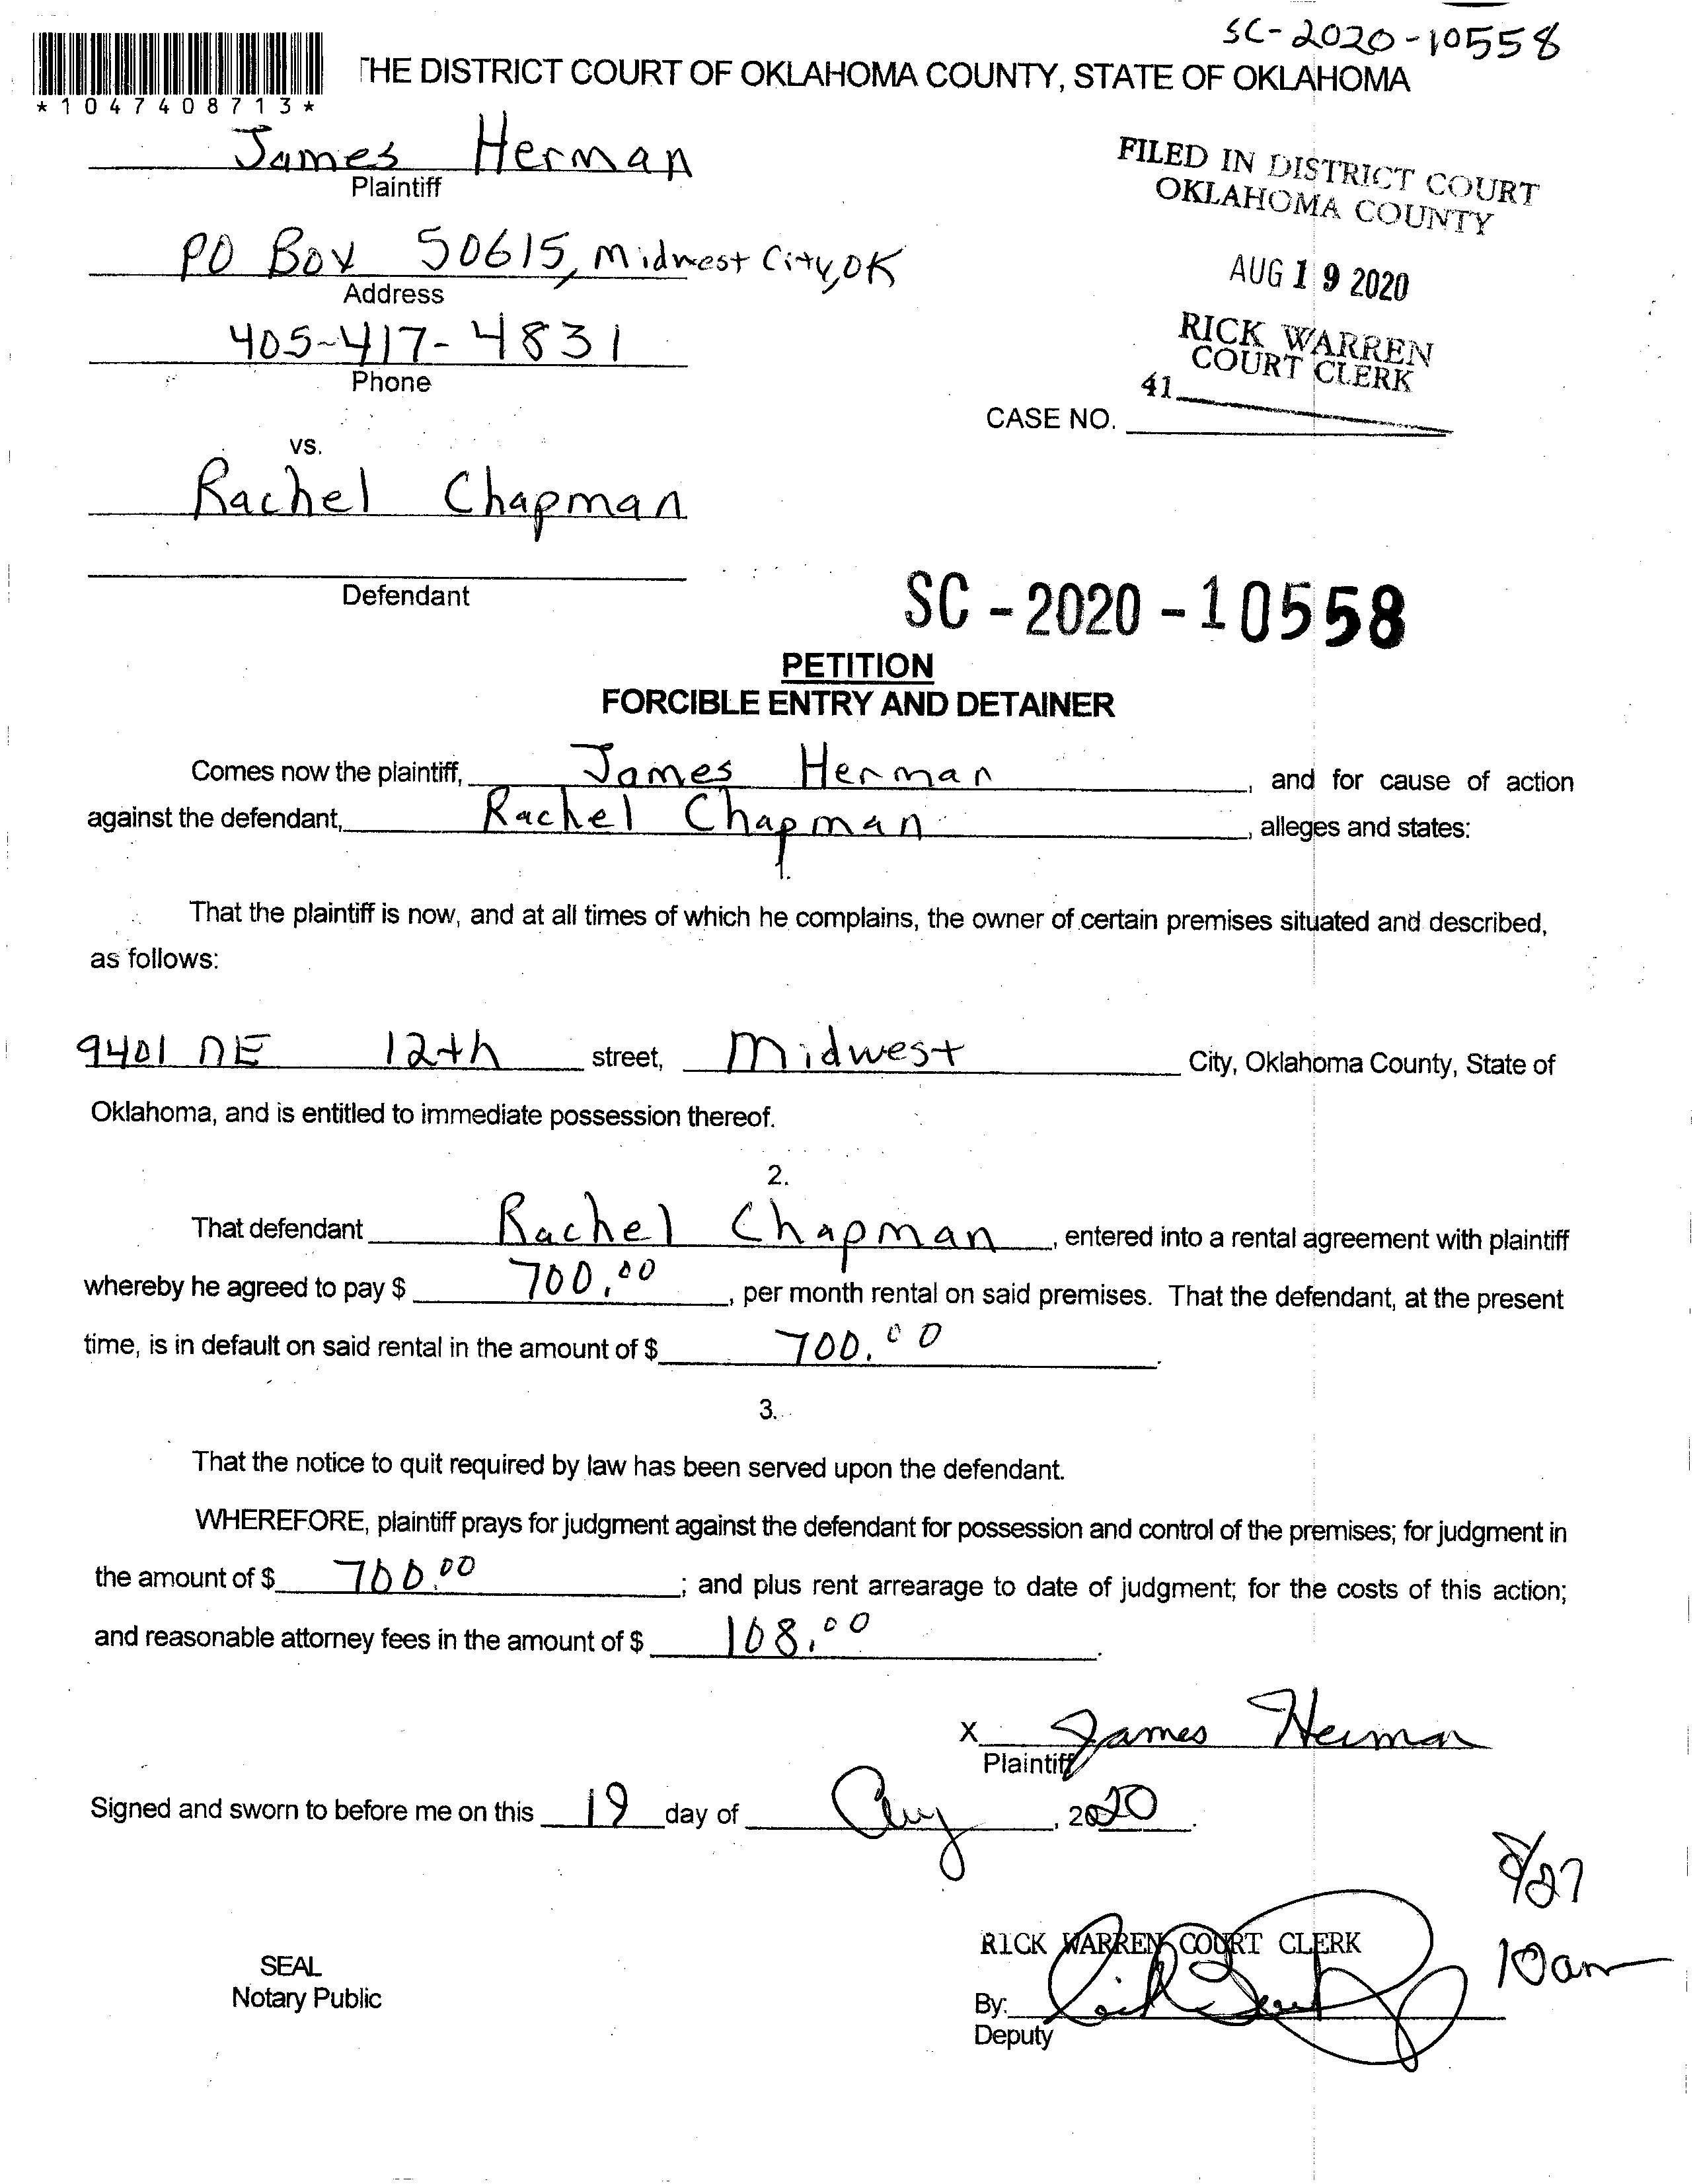 SC-2020-10558
*1047408713*
THE DISTRICT COURT OF OKLAHOMA COUNTY, STATE OF OKLAHOMA
James Herman
Plaintiff
FILED IN DISTRICT COURT
OKLAHOMA COUNTY
PO Box 50615, Midwest City, OK
Address
AUG 19 2020
405-417-4831
Phone
RICK WARREN
COURT CLERK
41
CASE NO.
vs.
Rachel Chapman
Defendant
SC-2020-10558
PETITION
FORCIBLE ENTRY AND DETAINER
Comes now the plaintiff, James Herman, and for cause of action
against the defendant, Rachel Chapman, alleges and states:
1.
That the plaintiff is now, and at all times of which he complains, the owner of certain premises situated and described,
as follows:
9401 NE 12th street, Midwest City, Oklahoma County, State of
Oklahoma, and is entitled to immediate possession thereof.
2.
That defendant Rachel Chapman, entered into a rental agreement with plaintiff
whereby he agreed to pay $ 700.00, per month rental on said premises. That the defendant, at the present
time, is in default on said rental in the amount of $ 700.00.
3.
That the notice to quit required by law has been served upon the defendant.
WHEREFORE, plaintiff prays for judgment against the defendant for possession and control of the premises; for judgment in
the amount of $ 700.00; and plus rent arrearage to date of judgment; for the costs of this action;
and reasonable attorney fees in the amount of $ 108.00.
X James Herman
Plaintiff
Signed and sworn to before me on this 19 day of Aug, 2020.
8/27
10am
RICK WARREN COURT CLERK
SEAL
Notary Public
By:
Deputy